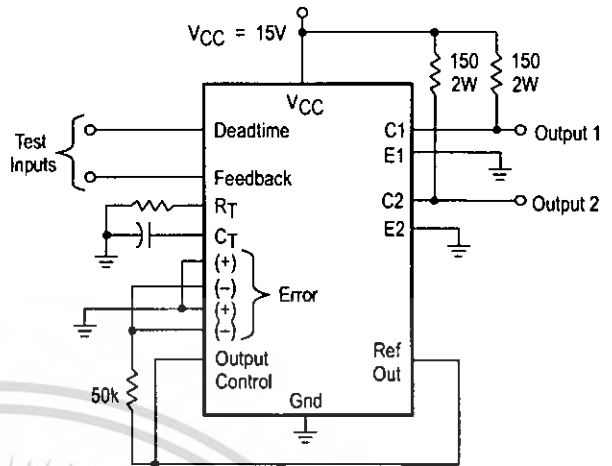 VCC = 15V
150
2W
150
2W
VCC
Test
Inputs
Deadtime
Feedback
RT
CT
(+)
(−)
(+)
(−)
Error
Output
Control
50k
Gnd
C1
E1
C2
E2
Ref
Out
Output 1
Output 2